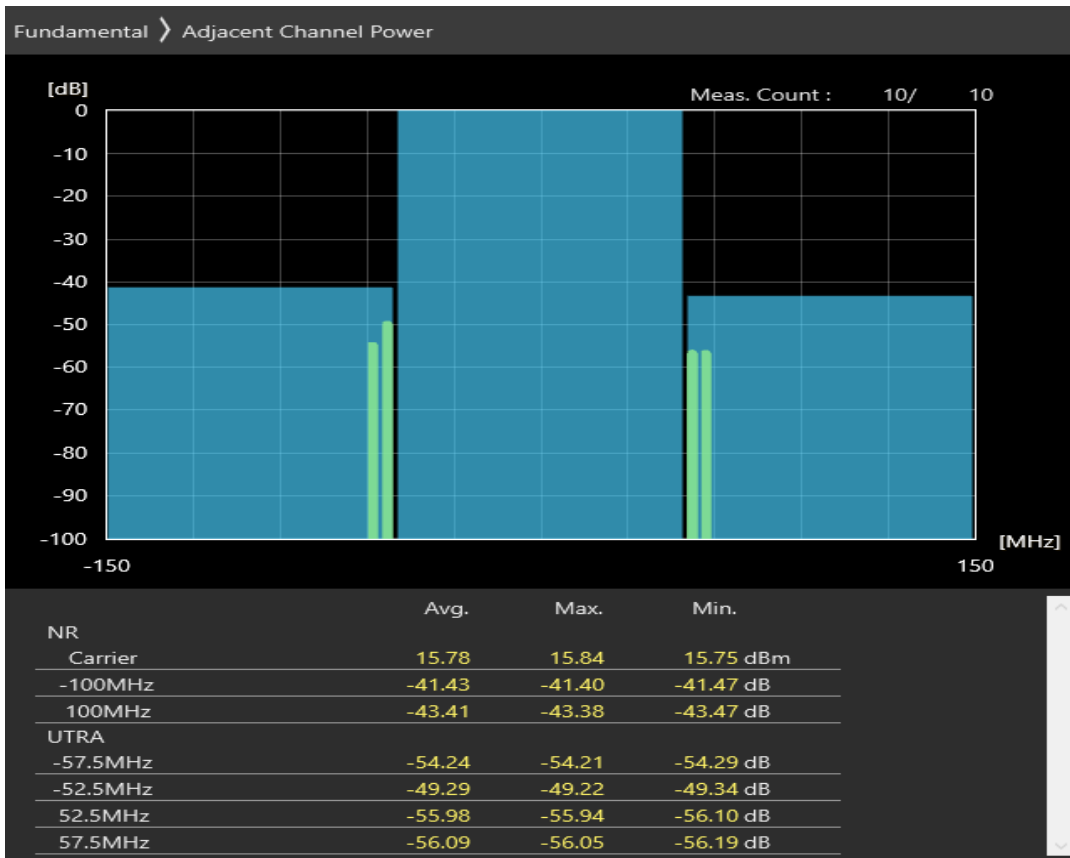 Fundamental ❭ Adjacent Channel Power
[dB]
Meas. Count : 10/ 10
0
-10
-20
-30
-40
-50
-60
-70
-80
-90
-100
[MHz]
-150 150
Avg. Max. Min.
NR
Carrier 15.78 15.84 15.75 dBm
-100MHz -41.43 -41.40 -41.47 dB
100MHz -43.41 -43.38 -43.47 dB
UTRA
-57.5MHz -54.24 -54.21 -54.29 dB
-52.5MHz -49.29 -49.22 -49.34 dB
52.5MHz -55.98 -55.94 -56.10 dB
57.5MHz -56.09 -56.05 -56.19 dB